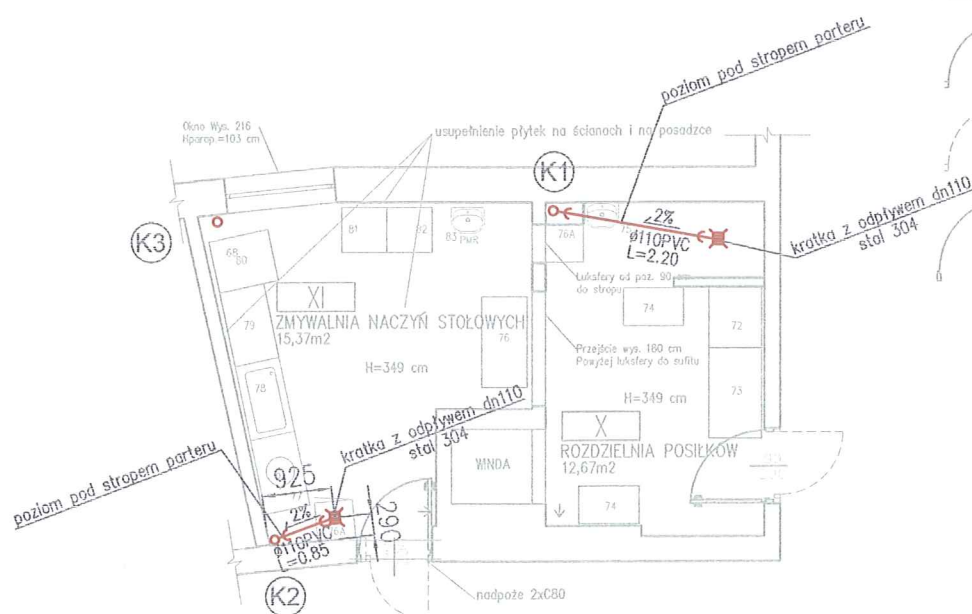 poziom pod stropem parteru
Okno Wys. 216
Hparap.=103 cm
usupełnienie płytek na ścianach i na posadzce
K1
K3
kratka z odpływem dn110
stal 304
2%
ø110PVC
L=2.20
81
82
83
PMR
76A
68
80
XI
ZMYWALNIA NACZYŃ STOŁOWYCH
15,37m2
H=349 cm
79
78
76
Luksfery od poz. 90 cm
do stropu
74
72
73
Przejście wys. 160 cm
Powyżej luksfery do sufitu
H=349 cm
X
ROZDZIELNIA POSIŁKÓW
12,67m2
WINDA
74
kratka z odpływem dn110
stal 304
poziom pod stropem parteru
925
290
2%
ø110PVC
L=0.85
K2
nadpoże 2xC80